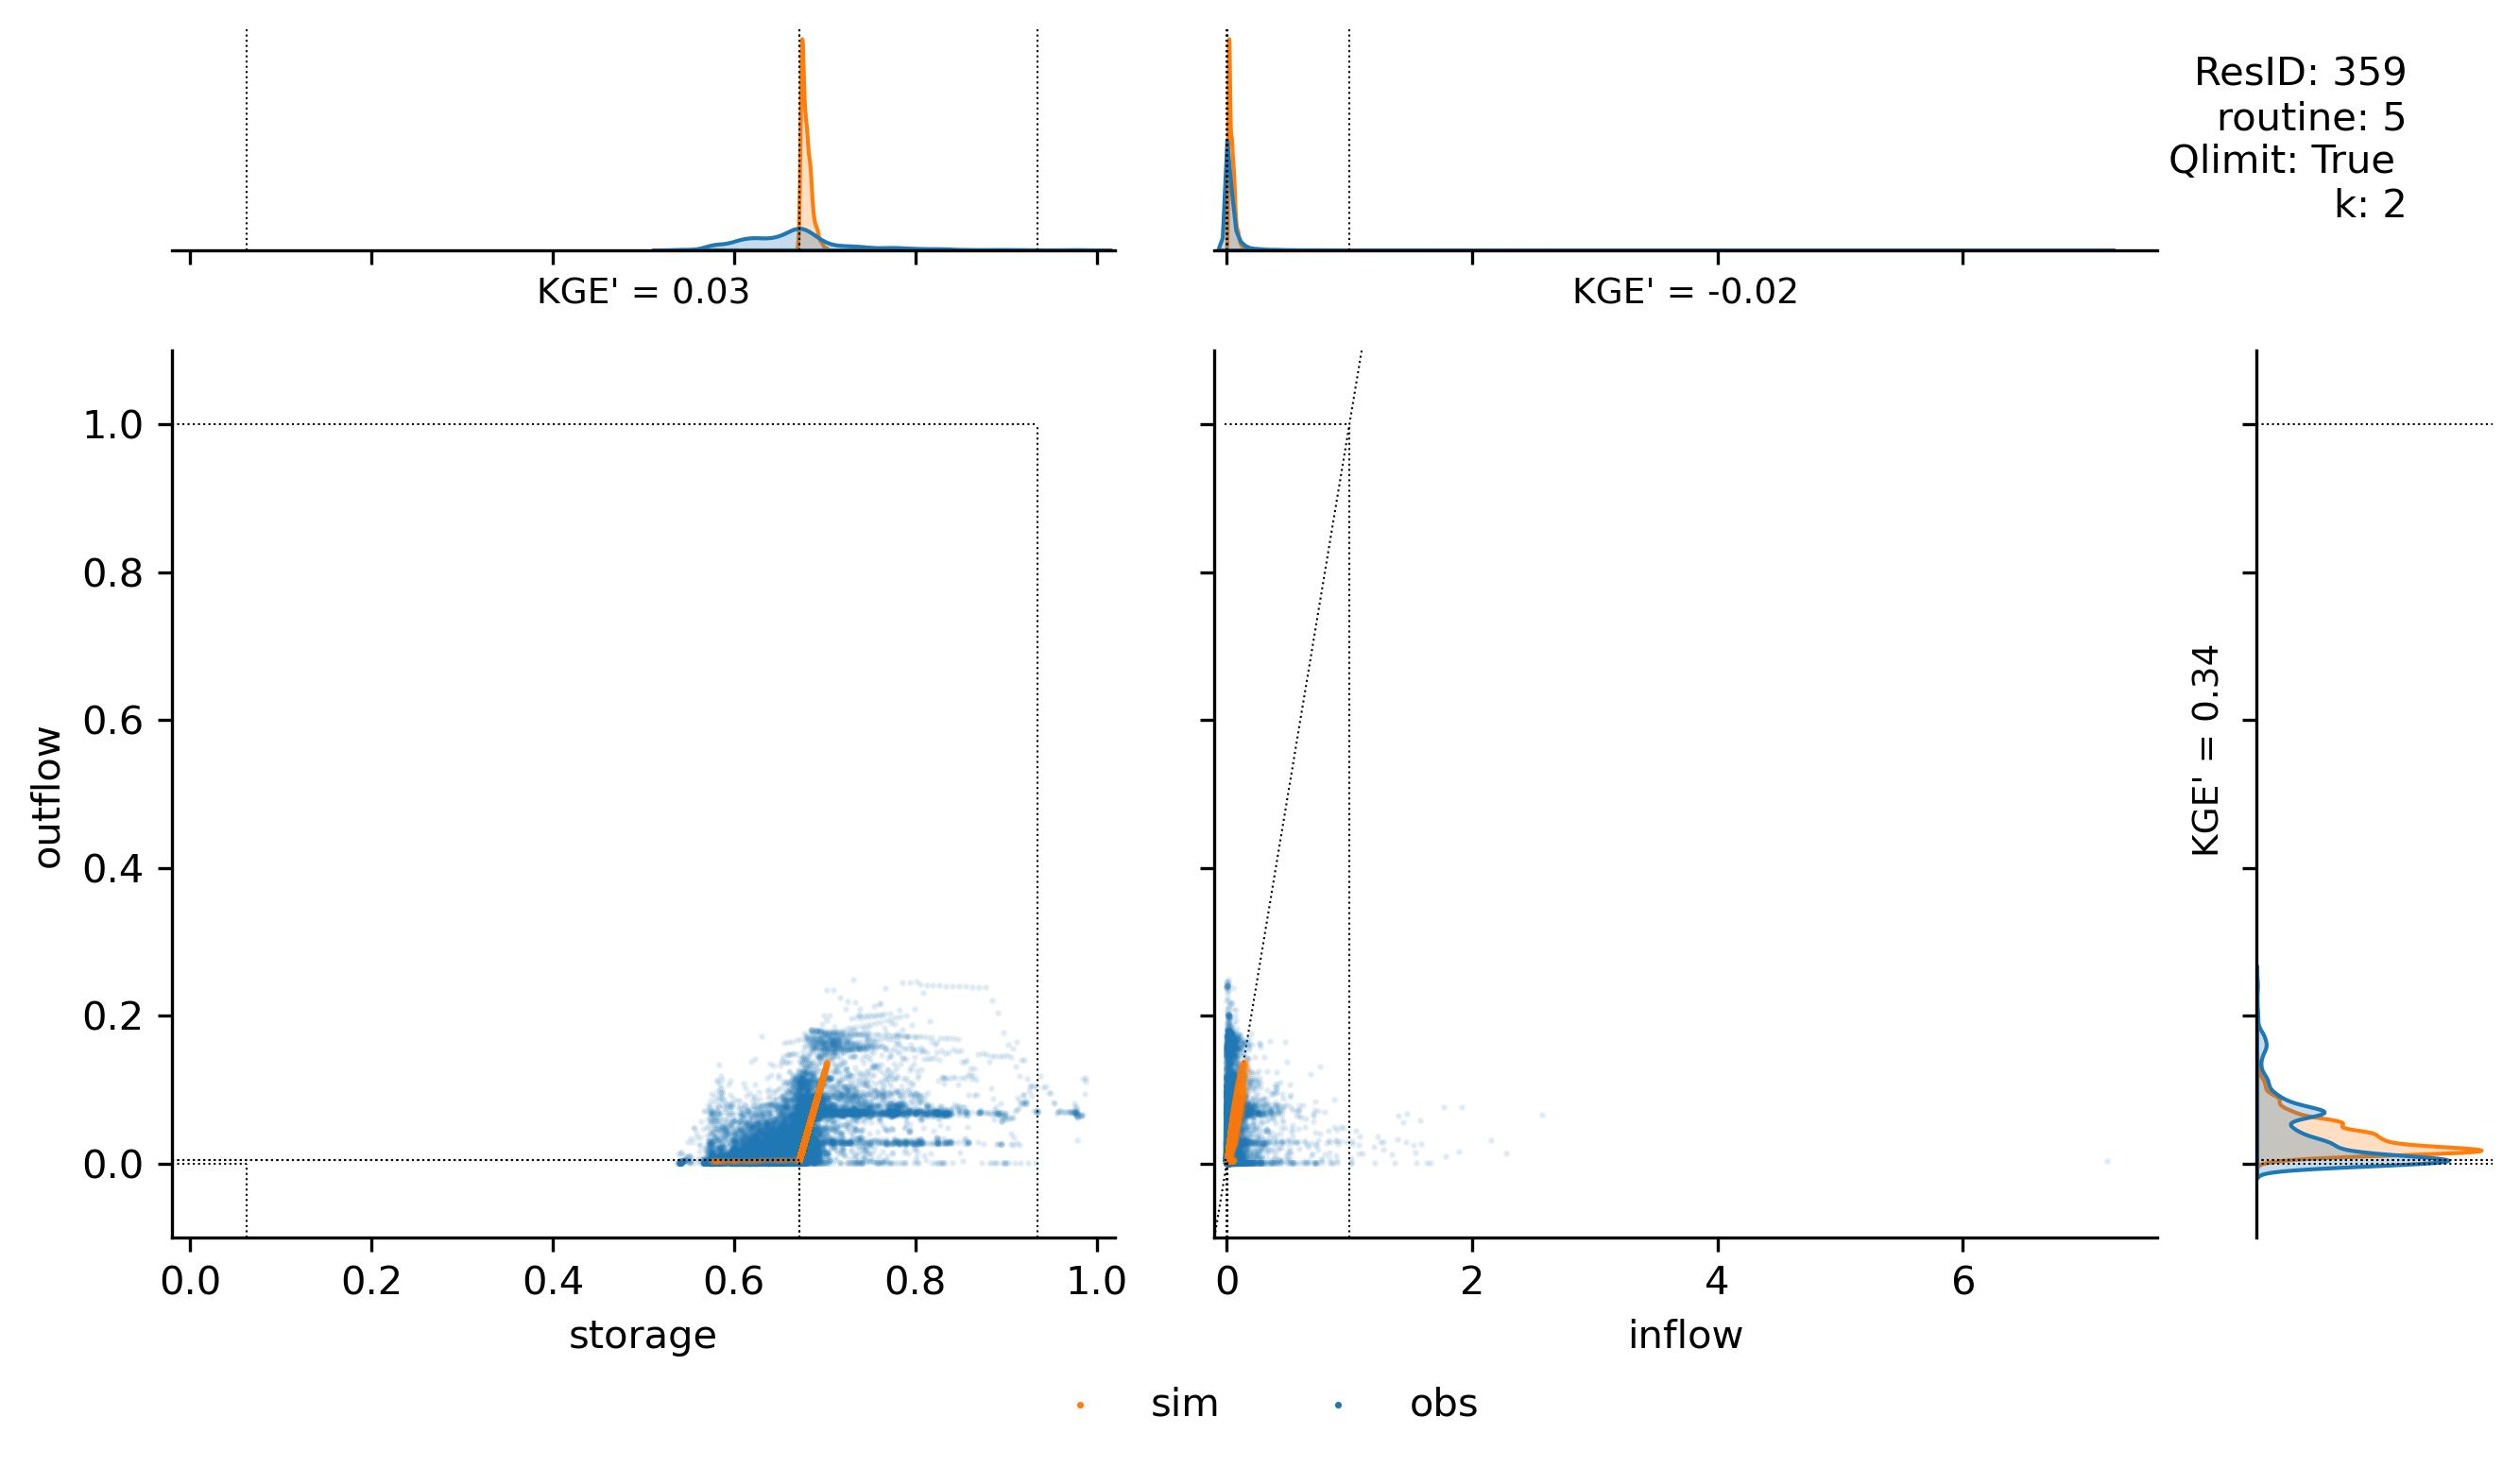 ResID: 359
routine: 5
Qlimit: True
k: 2
KGE' = 0.03
KGE' = -0.02
outflow
1.0
0.8
0.6
0.4
0.2
0.0
KGE' = 0.34
0.0 0.2 0.4 0.6 0.8 1.0
storage
0 2 4 6
inflow
sim obs